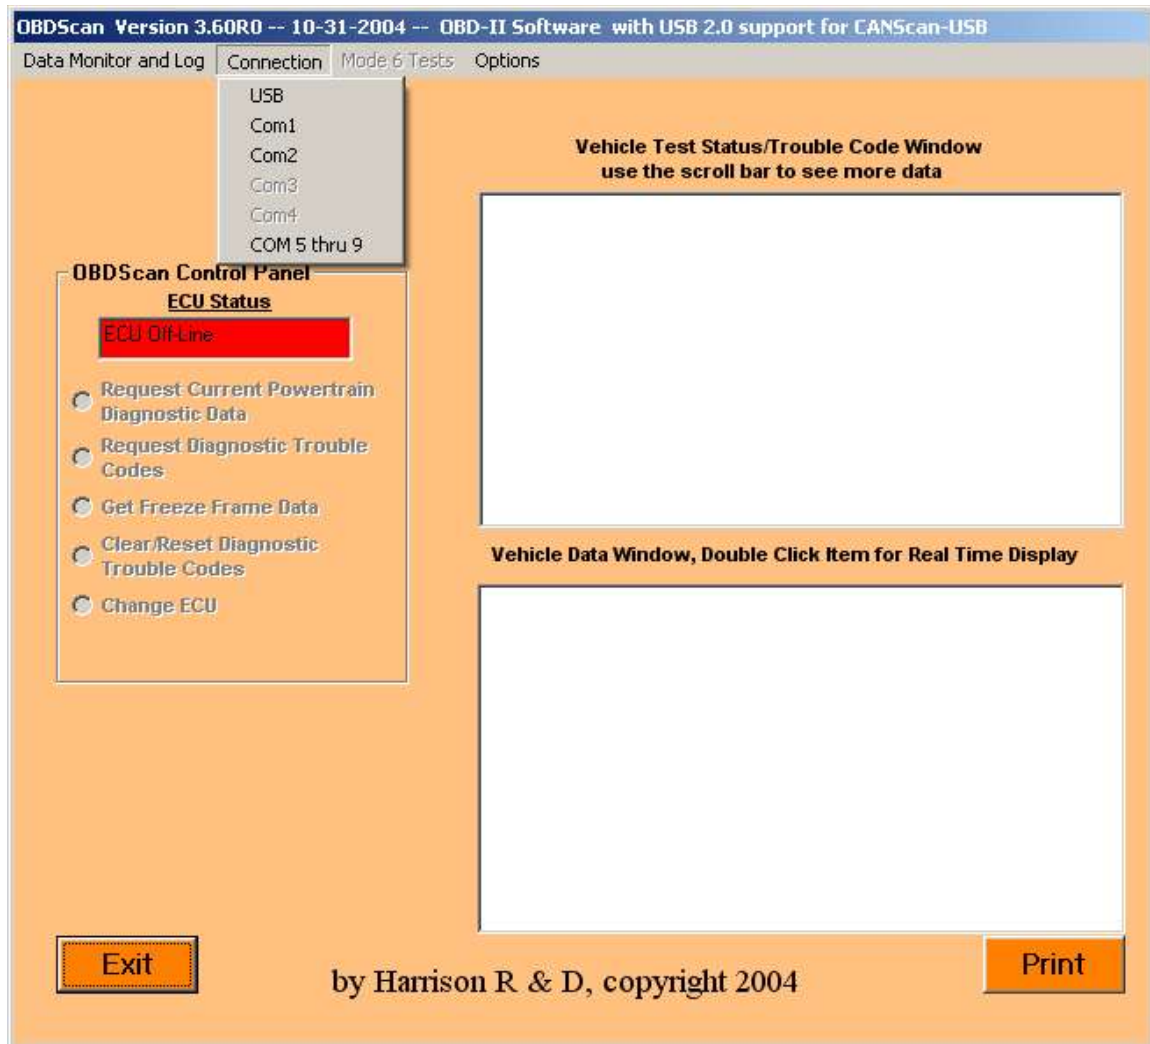 OBDScan Version 3.60R0 -- 10-31-2004 -- OBD-II Software with USB 2.0 support for CANScan-USB
Data Monitor and Log Connection Mode 6 Tests Options
USB
Com1
Com2
Com3
Com4
COM 5 thru 9
OBDScan Control Panel
ECU Status
ECU Off-Line
Request Current Powertrain
Diagnostic Data
Request Diagnostic Trouble
Codes
Get Freeze Frame Data
Clear/Reset Diagnostic
Trouble Codes
Change ECU
Vehicle Test Status/Trouble Code Window
use the scroll bar to see more data
Vehicle Data Window, Double Click Item for Real Time Display
Exit
by Harrison R & D, copyright 2004
Print